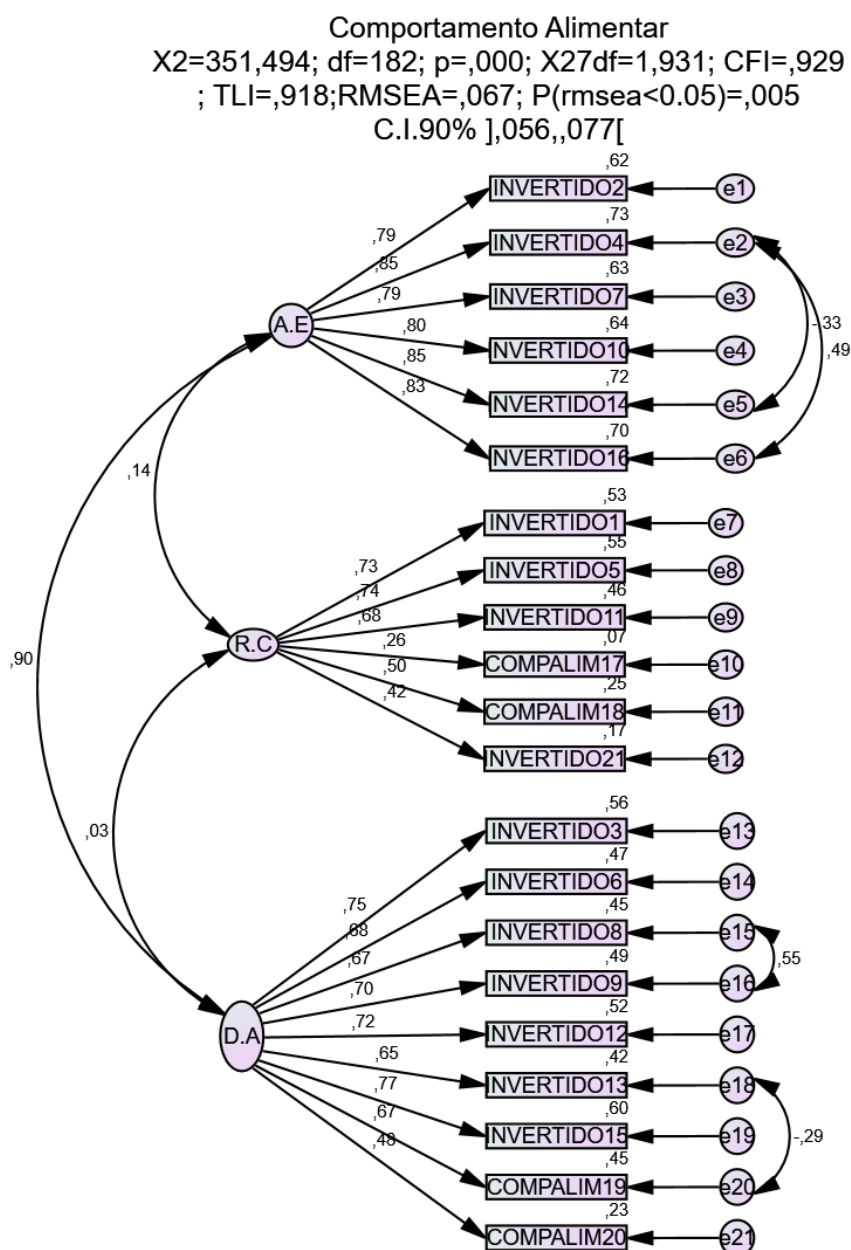 Comportamento Alimentar
X2=351,494; df=182; p=,000; X27df=1,931; CFI=,929
; TLI=,918;RMSEA=,067; P(rmsea<0.05)=,005
C.I.90% ],056,,077[
,62
INVERTIDO2
e1
,79
,73
INVERTIDO4
e2
,85
,63
INVERTIDO7
e3
,79
A.E
,64
NVERTIDO10
e4
,80
-,33
,49
,72
NVERTIDO14
e5
,85
,70
NVERTIDO16
e6
,83
,14
,53
INVERTIDO1
e7
,73
,55
INVERTIDO5
e8
,74
,46
INVERTIDO11
e9
,68
R.C
,07
COMPALIM17
e10
,26
,90
,25
COMPALIM18
e11
,50
,17
NVERTIDO21
e12
,42
,03
,56
INVERTIDO3
e13
,75
,47
INVERTIDO6
e14
,68
,45
INVERTIDO8
e15
,67
,55
,49
INVERTIDO9
e16
,70
D.A
,52
NVERTIDO12
e17
,72
,42
NVERTIDO13
e18
,65
,60
NVERTIDO15
e19
,77
-,29
,45
COMPALIM19
e20
,67
,23
COMPALIM20
e21
,48